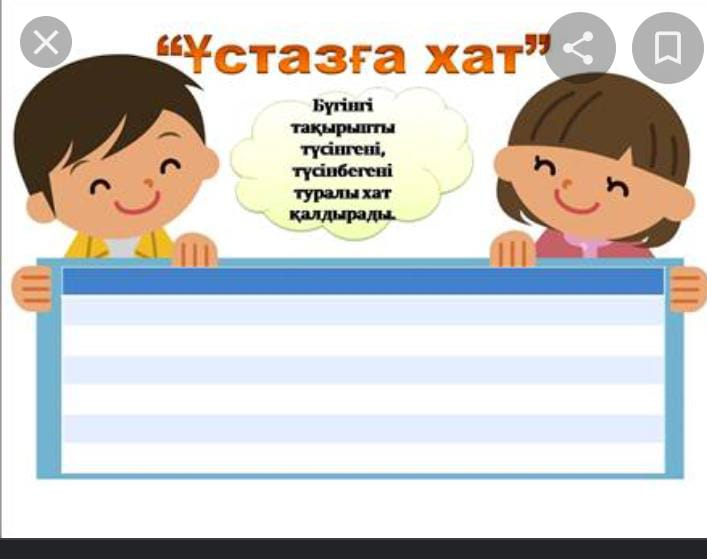 “Ұстазға хат”
Бүгінгі
тақырыпты
түсінгені,
түсінбегені
туралы хат
қалдырады.